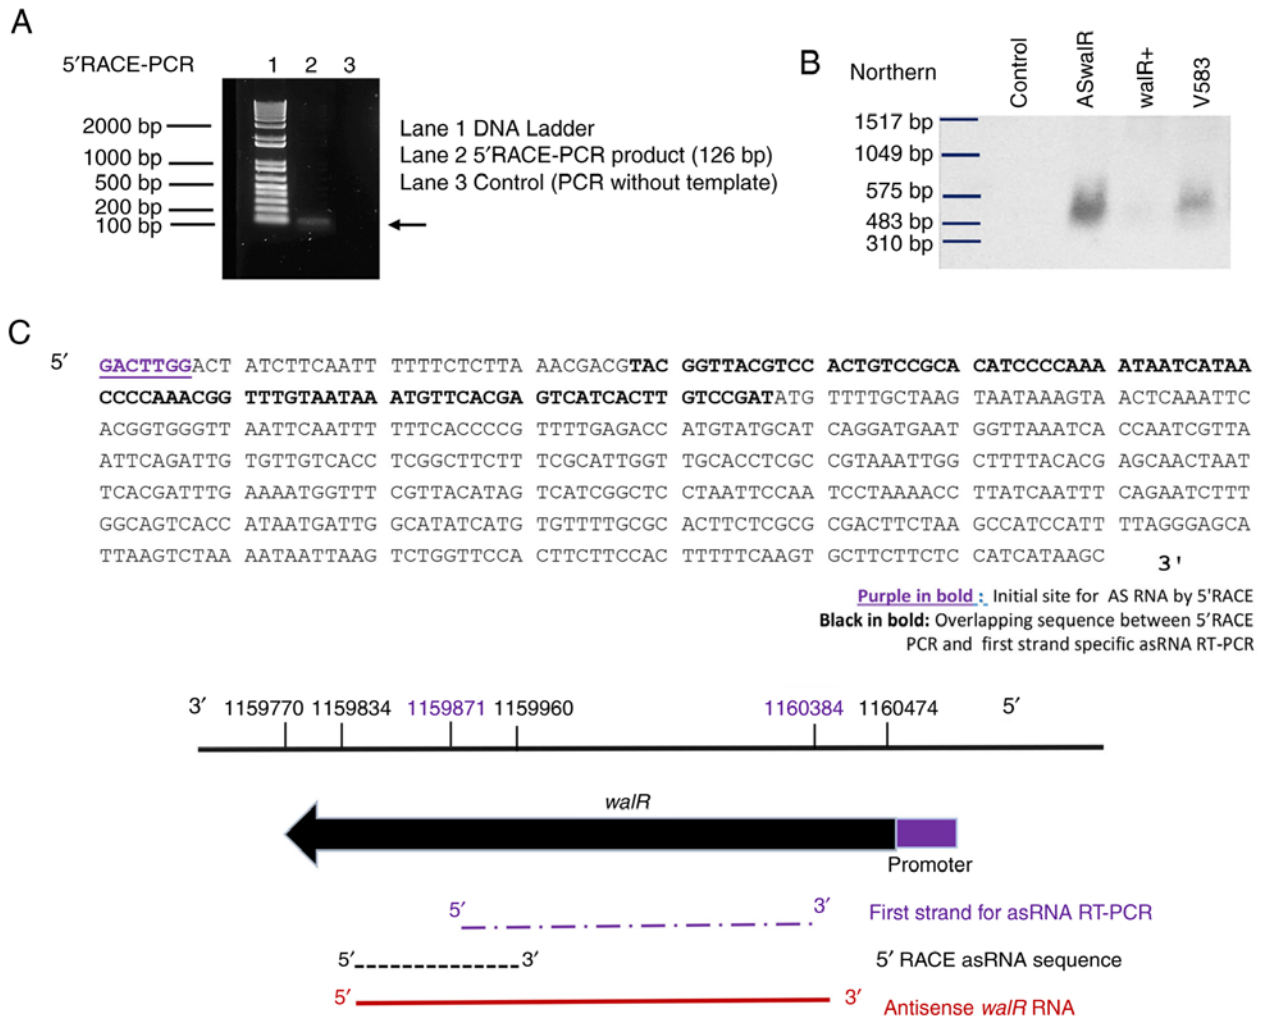 A
5′RACE-PCR 1 2 3
2000 bp
1000 bp
500 bp
200 bp
100 bp
Lane 1 DNA Ladder
Lane 2 5′RACE-PCR product (126 bp)
Lane 3 Control (PCR without template)
B
Northern
Control
ASwalR
walR+
V583
1517 bp
1049 bp
575 bp
483 bp
310 bp
C
5′ GACTTGGACT ATCTTCAATT TTTTCTCTTA AACGACGTAC GGTTACGTCC ACTGTCCGCA CATCCCCAAA ATAATCATAA
CCCCAAACGG TTTGTAATAA ATGTTCACGA GTCATCACTT GTCCGATATG TTTTGCTAAG TAATAAAGTA ACTCAAATTC
ACGGTGGGTT AATTCAATTT TTTCACCCCG TTTTGAGACC ATGTATGCAT CAGGATGAAT GGTTAAATCA CCAATCGTTA
ATTCAGATTG TGTTGTCACC TCGGCTTCTT TCGCATTGGT TGCACCTCGC CGTAAATTGG CTTTTACACG AGCAACTAAT
TCACGATTTG AAAATGGTTT CGTTACATAG TCATCGGCTC CTAATTCCAA TCCTAAAACC TTATCAATTT CAGAATCTTT
GGCAGTCACC ATAATGATTG GCATATCATG TGTTTTGCGC ACTTCTCGCG CGACTTCTAA GCCATCCATT TTAGGGAGCA
TTAAGTCTAA AATAATTAAG TCTGGTTCCA CTTCTTCCAC TTTTTCAAGT GCTTCTTCTC CATCATAAGC 3'
Purple in bold : Initial site for AS RNA by 5'RACE
Black in bold: Overlapping sequence between 5′RACE
PCR and first strand specific asRNA RT-PCR
3′ 1159770 1159834 1159871 1159960 1160384 1160474 5′
walR
Promoter
5′ 3′ First strand for asRNA RT-PCR
5′ 3′ 5′ RACE asRNA sequence
5′ 3′ Antisense walR RNA